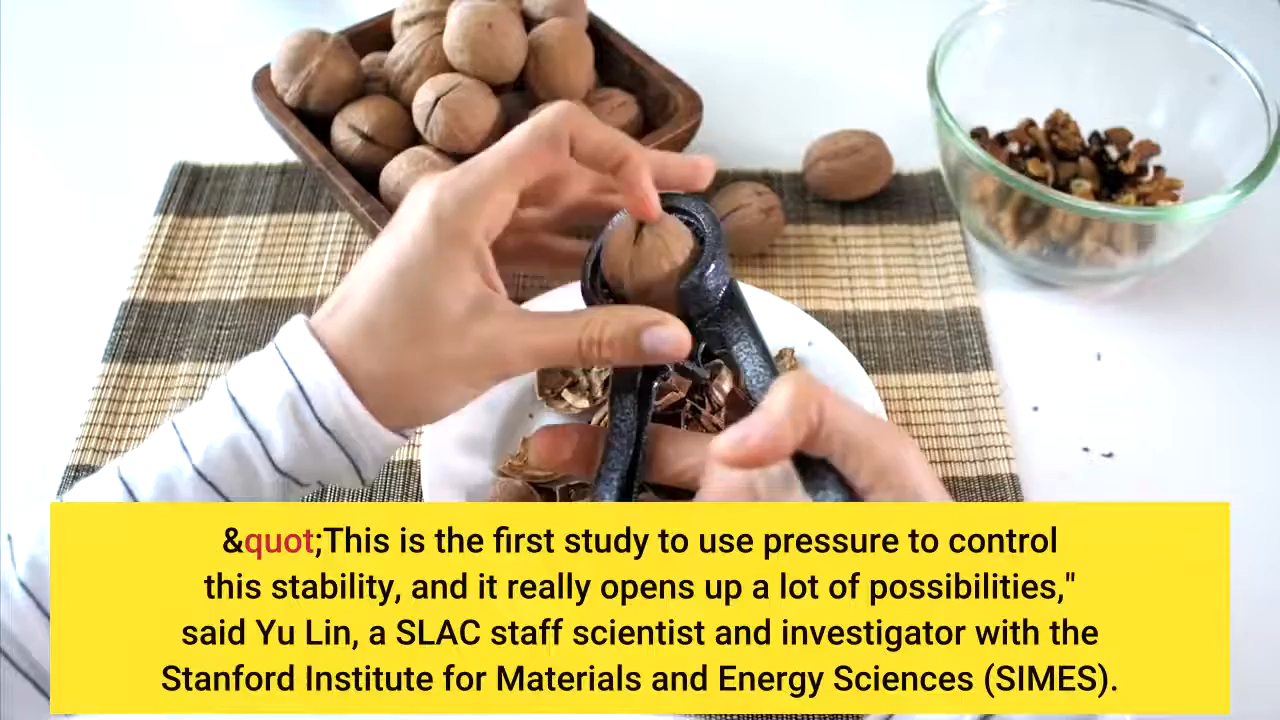 &quot;This is the first study to use pressure to control
this stability, and it really opens up a lot of possibilities,"
said Yu Lin, a SLAC staff scientist and investigator with the
Stanford Institute for Materials and Energy Sciences (SIMES).